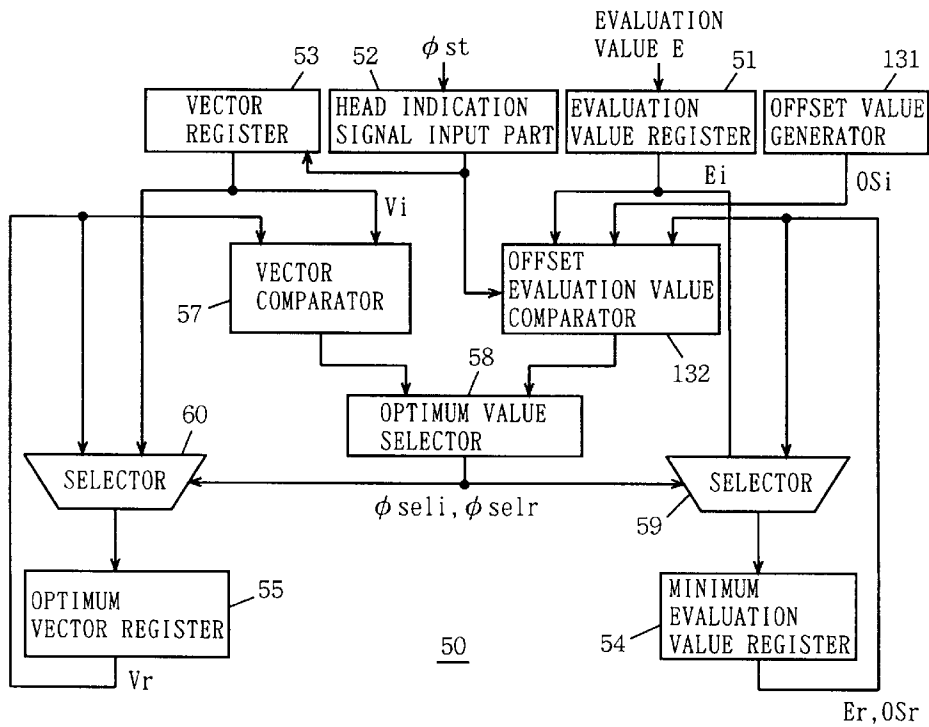 EVALUATION
VALUE E
φst
53
52
51
131
VECTOR
REGISTER
HEAD INDICATION
SIGNAL INPUT PART
EVALUATION
VALUE REGISTER
OFFSET VALUE
GENERATOR
Vi
Ei
OSi
VECTOR
COMPARATOR
57
OFFSET
EVALUATION VALUE
COMPARATOR
132
58
OPTIMUM VALUE
SELECTOR
60
SELECTOR
SELECTOR
59
φseli, φselr
OPTIMUM
VECTOR REGISTER
55
MINIMUM
EVALUATION
VALUE REGISTER
54
50
Vr
Er, OSr